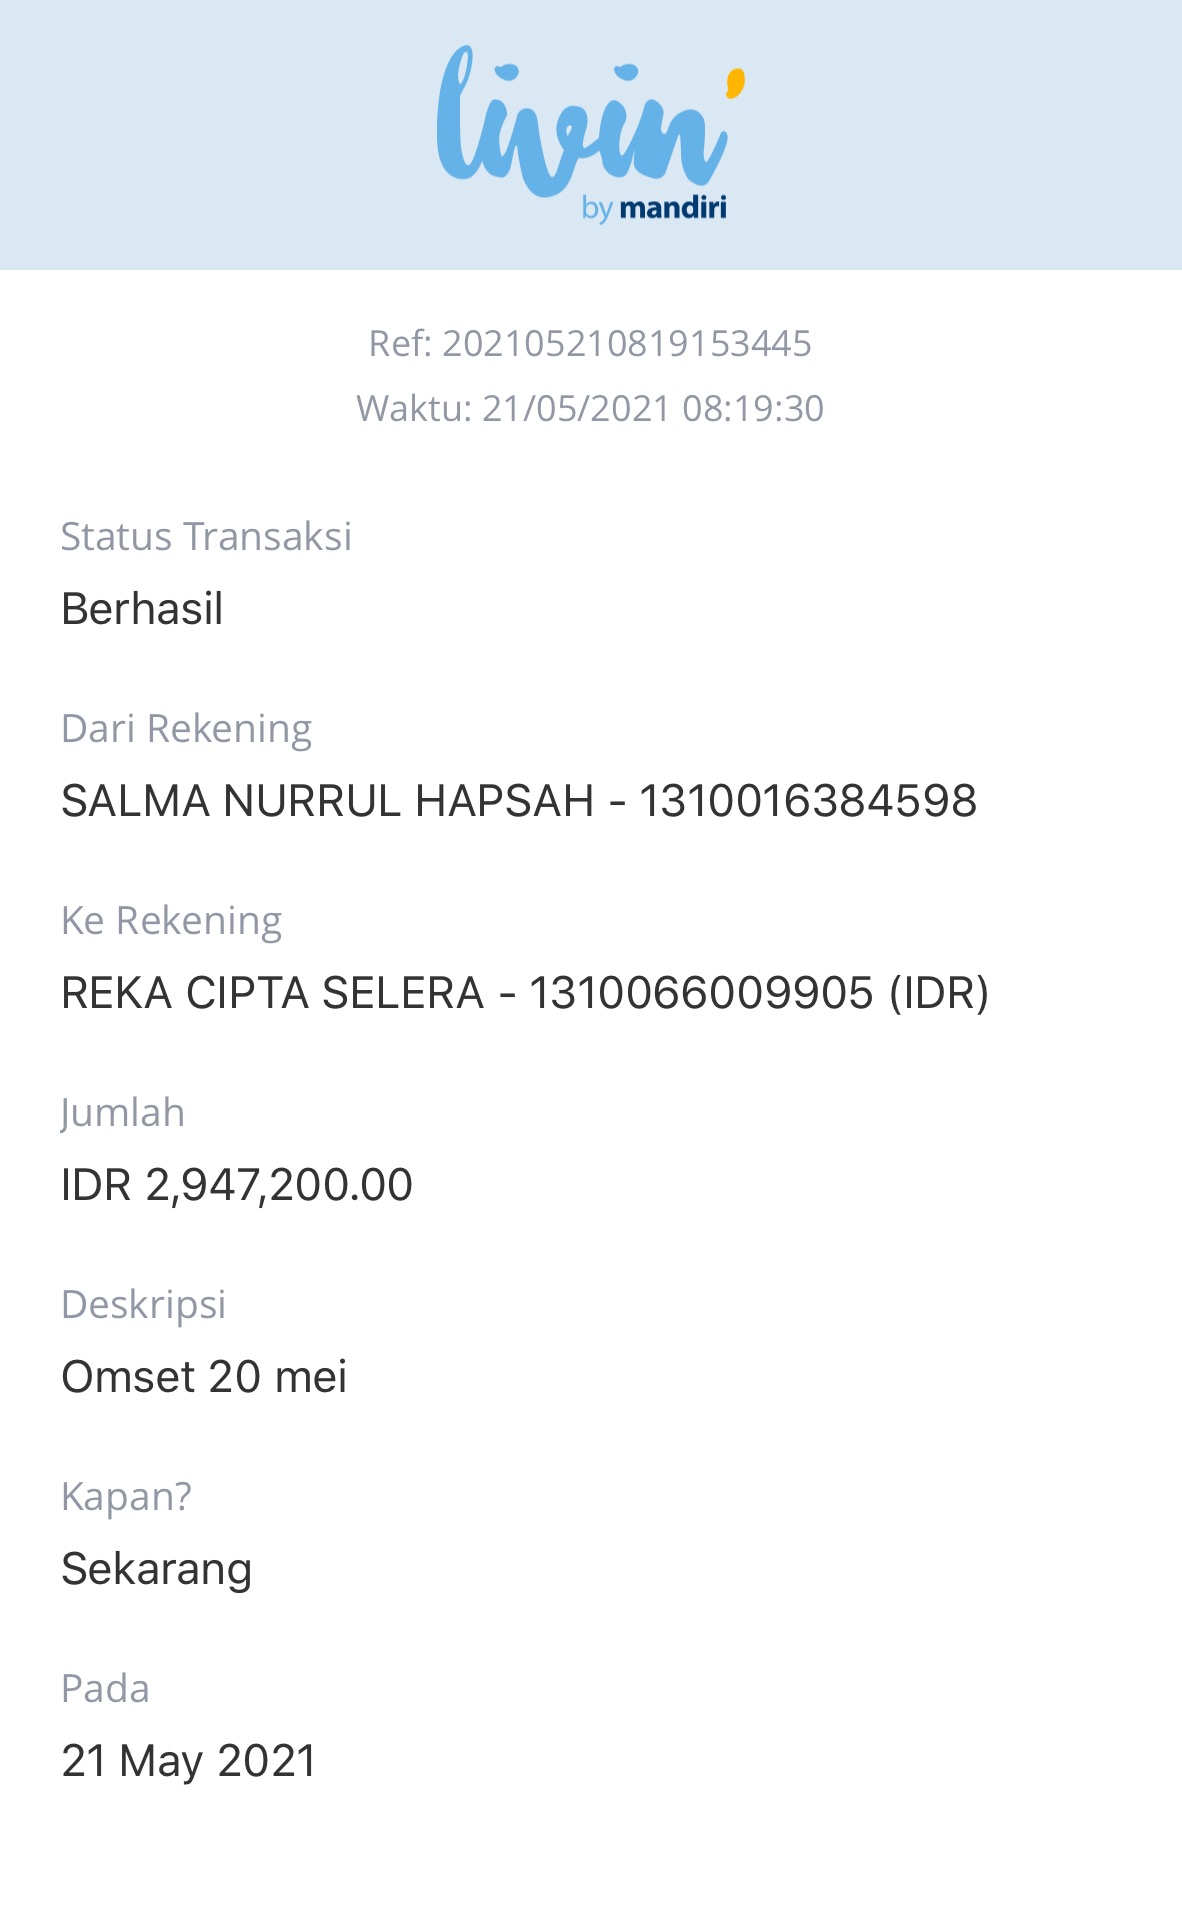 livin'
by mandiri
Ref: 202105210819153445
Waktu: 21/05/2021 08:19:30
Status Transaksi
Berhasil
Dari Rekening
SALMA NURRUL HAPSAH - 1310016384598
Ke Rekening
REKA CIPTA SELERA - 1310066009905 (IDR)
Jumlah
IDR 2,947,200.00
Deskripsi
Omset 20 mei
Kapan?
Sekarang
Pada
21 May 2021